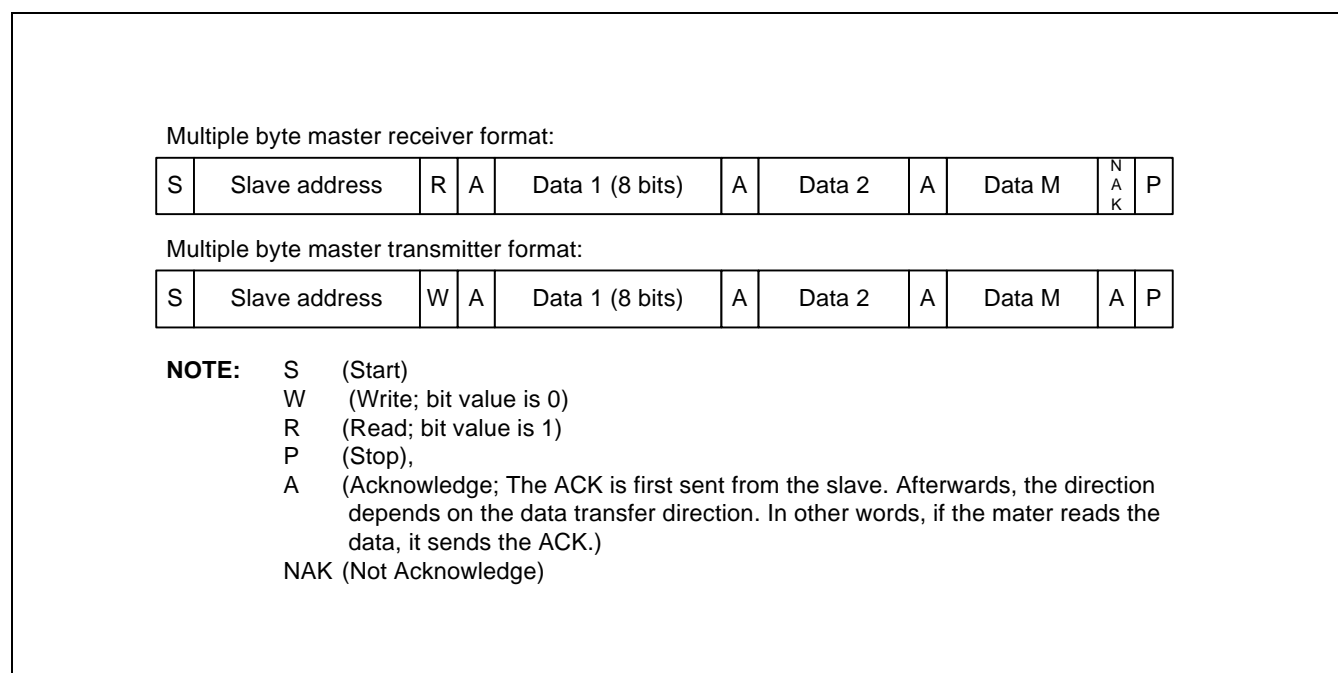 Multiple byte master receiver format:
S Slave address R A Data 1 (8 bits) A Data 2 A Data M NAK P
Multiple byte master transmitter format:
S Slave address W A Data 1 (8 bits) A Data 2 A Data M A P
NOTE: S (Start)
W (Write; bit value is 0)
R (Read; bit value is 1)
P (Stop),
A (Acknowledge; The ACK is first sent from the slave. Afterwards, the direction
depends on the data transfer direction. In other words, if the mater reads the
data, it sends the ACK.)
NAK (Not Acknowledge)